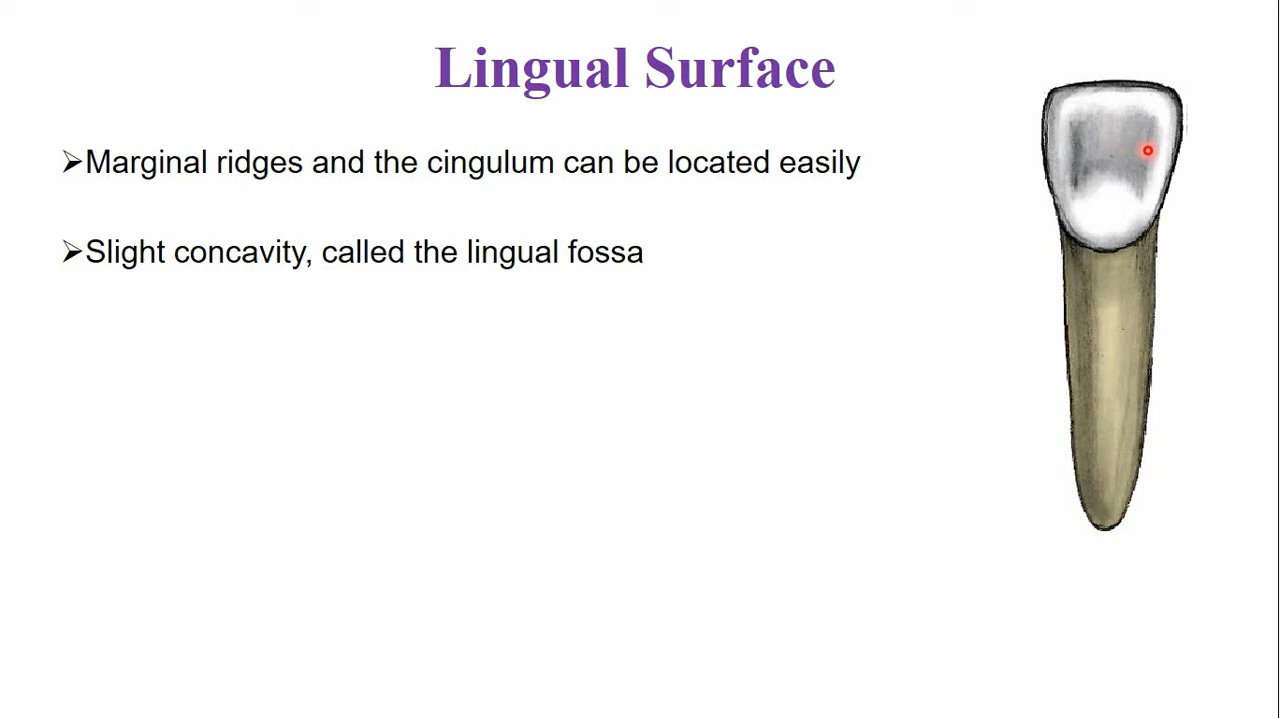 Lingual Surface
➢Marginal ridges and the cingulum can be located easily
➢Slight concavity, called the lingual fossa